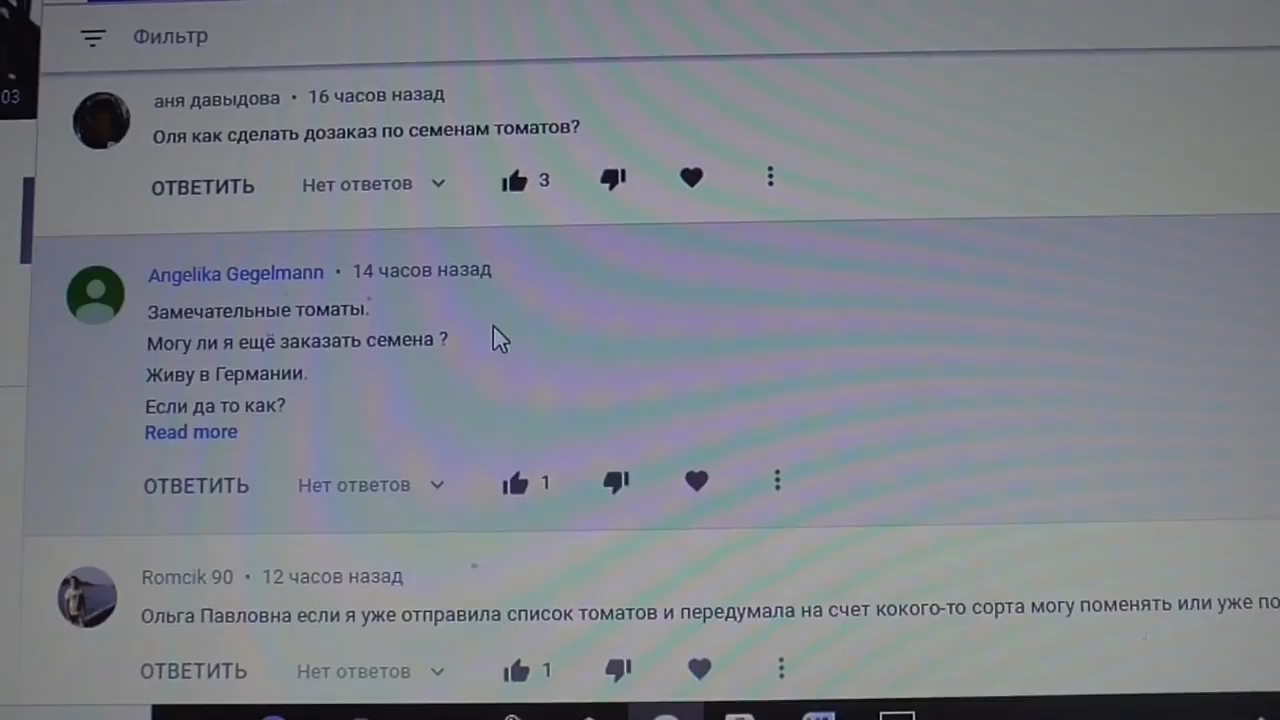 Фильтр
03
аня давыдова • 16 часов назад
Оля как сделать дозаказ по семенам томатов?
ОТВЕТИТЬ Нет ответов 3
Angelika Gegelmann • 14 часов назад
Замечательные томаты.
Могу ли я ещё заказать семена ?
Живу в Германии.
Если да то как?
Read more
ОТВЕТИТЬ Нет ответов 1
Romcik 90 • 12 часов назад
Ольга Павловна если я уже отправила список томатов и передумала на счет кокого-то сорта могу поменять или уже по
ОТВЕТИТЬ Нет ответов 1